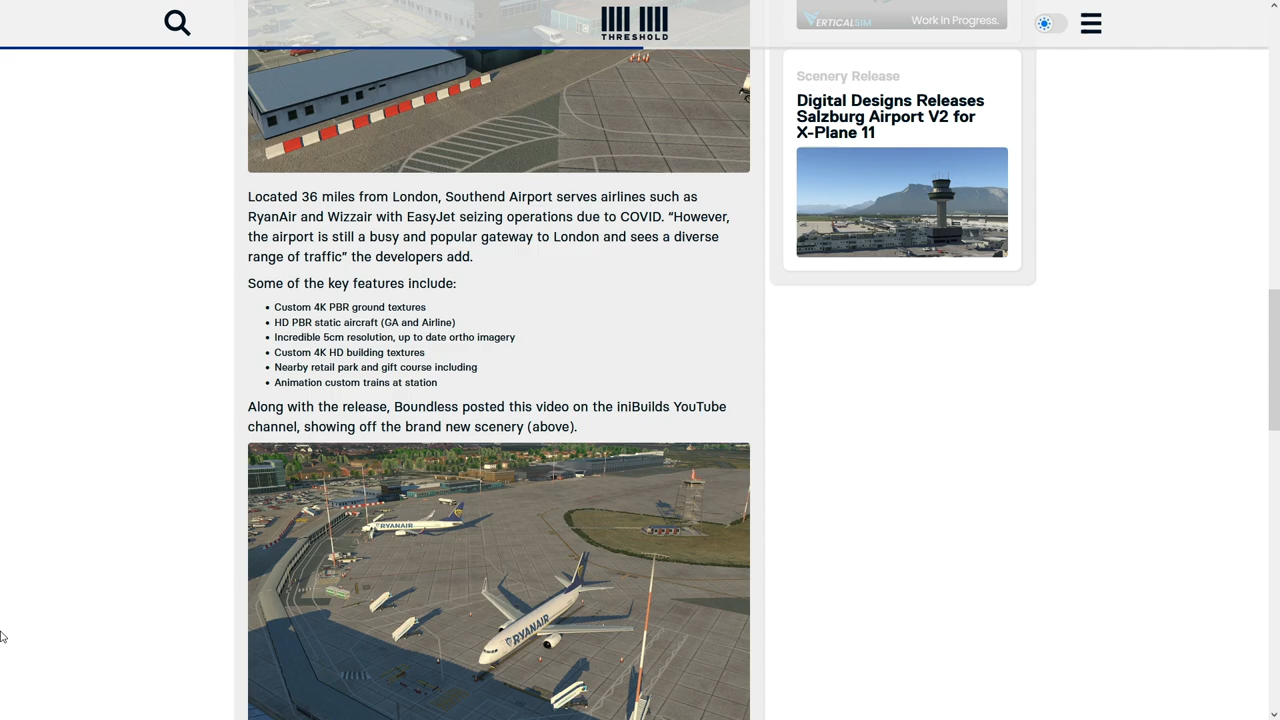 THRESHOLD
VERTICALSIM
Work In Progress.
Scenery Release
Digital Designs Releases
Salzburg Airport V2 for
X-Plane 11
Located 36 miles from London, Southend Airport serves airlines such as
RyanAir and Wizzair with EasyJet seizing operations due to COVID. “However,
the airport is still a busy and popular gateway to London and sees a diverse
range of traffic” the developers add.
Some of the key features include:
• Custom 4K PBR ground textures
• HD PBR static aircraft (GA and Airline)
• Incredible 5cm resolution, up to date ortho imagery
• Custom 4K HD building textures
• Nearby retail park and gift course including
• Animation custom trains at station
Along with the release, Boundless posted this video on the iniBuilds YouTube
channel, showing off the brand new scenery (above).
RYANAIR
RYANAIR